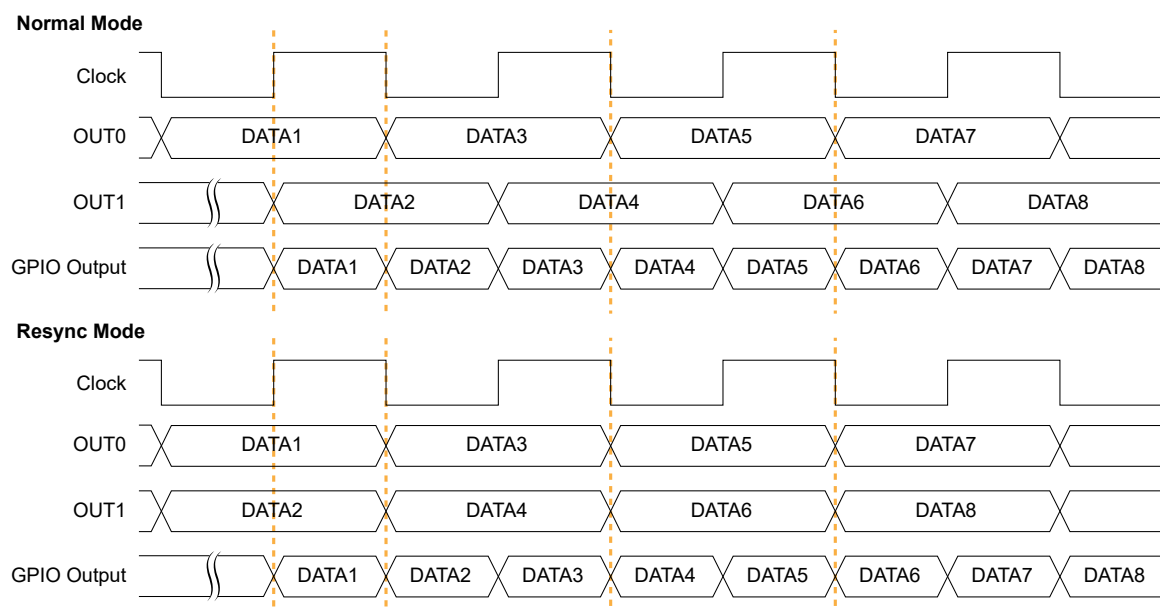 Normal Mode
Clock
OUT0 DATA1 DATA3 DATA5 DATA7
OUT1 DATA2 DATA4 DATA6 DATA8
GPIO Output DATA1 DATA2 DATA3 DATA4 DATA5 DATA6 DATA7 DATA8
Resync Mode
Clock
OUT0 DATA1 DATA3 DATA5 DATA7
OUT1 DATA2 DATA4 DATA6 DATA8
GPIO Output DATA1 DATA2 DATA3 DATA4 DATA5 DATA6 DATA7 DATA8